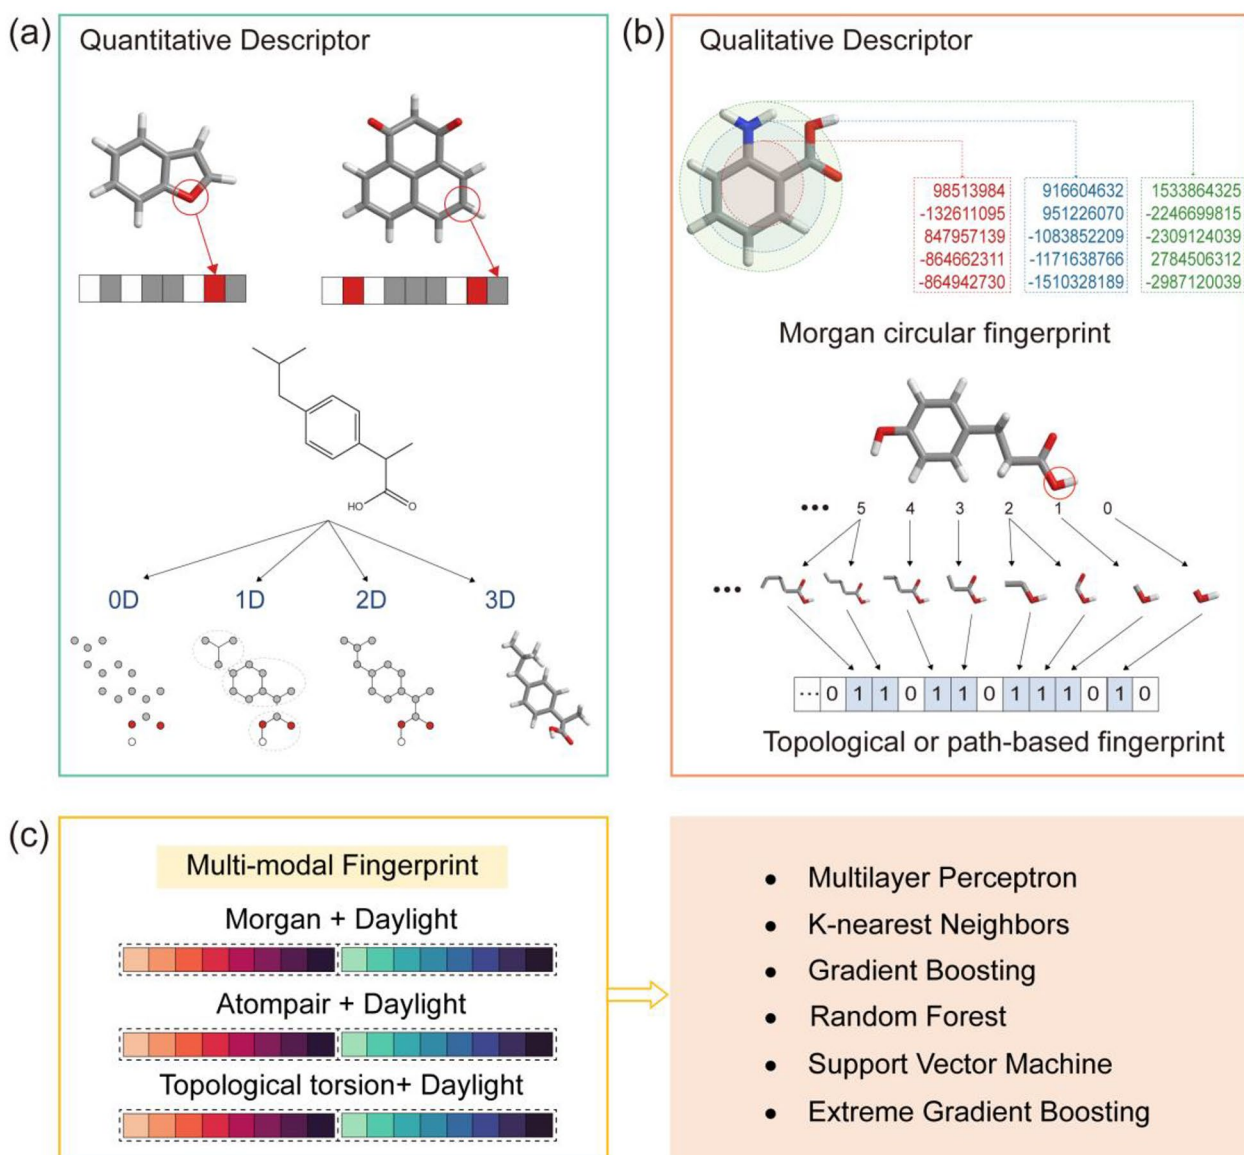 (a)
Quantitative Descriptor
HO
O
0D
1D
2D
3D
(b)
Qualitative Descriptor
98513984
-132611095
847957139
-864662311
-864942730
916604632
951226070
-1083852209
-1171638766
-1510328189
1533864325
-2246699815
-2309124039
2784506312
-2987120039
Morgan circular fingerprint
••• 5 4 3 2 1 0
•••
··· 0 1 1 0 1 1 0 1 1 1 0 1 0
Topological or path-based fingerprint
(c)
Multi-modal Fingerprint
Morgan + Daylight
Atompair + Daylight
Topological torsion+ Daylight
• Multilayer Perceptron
• K-nearest Neighbors
• Gradient Boosting
• Random Forest
• Support Vector Machine
• Extreme Gradient Boosting